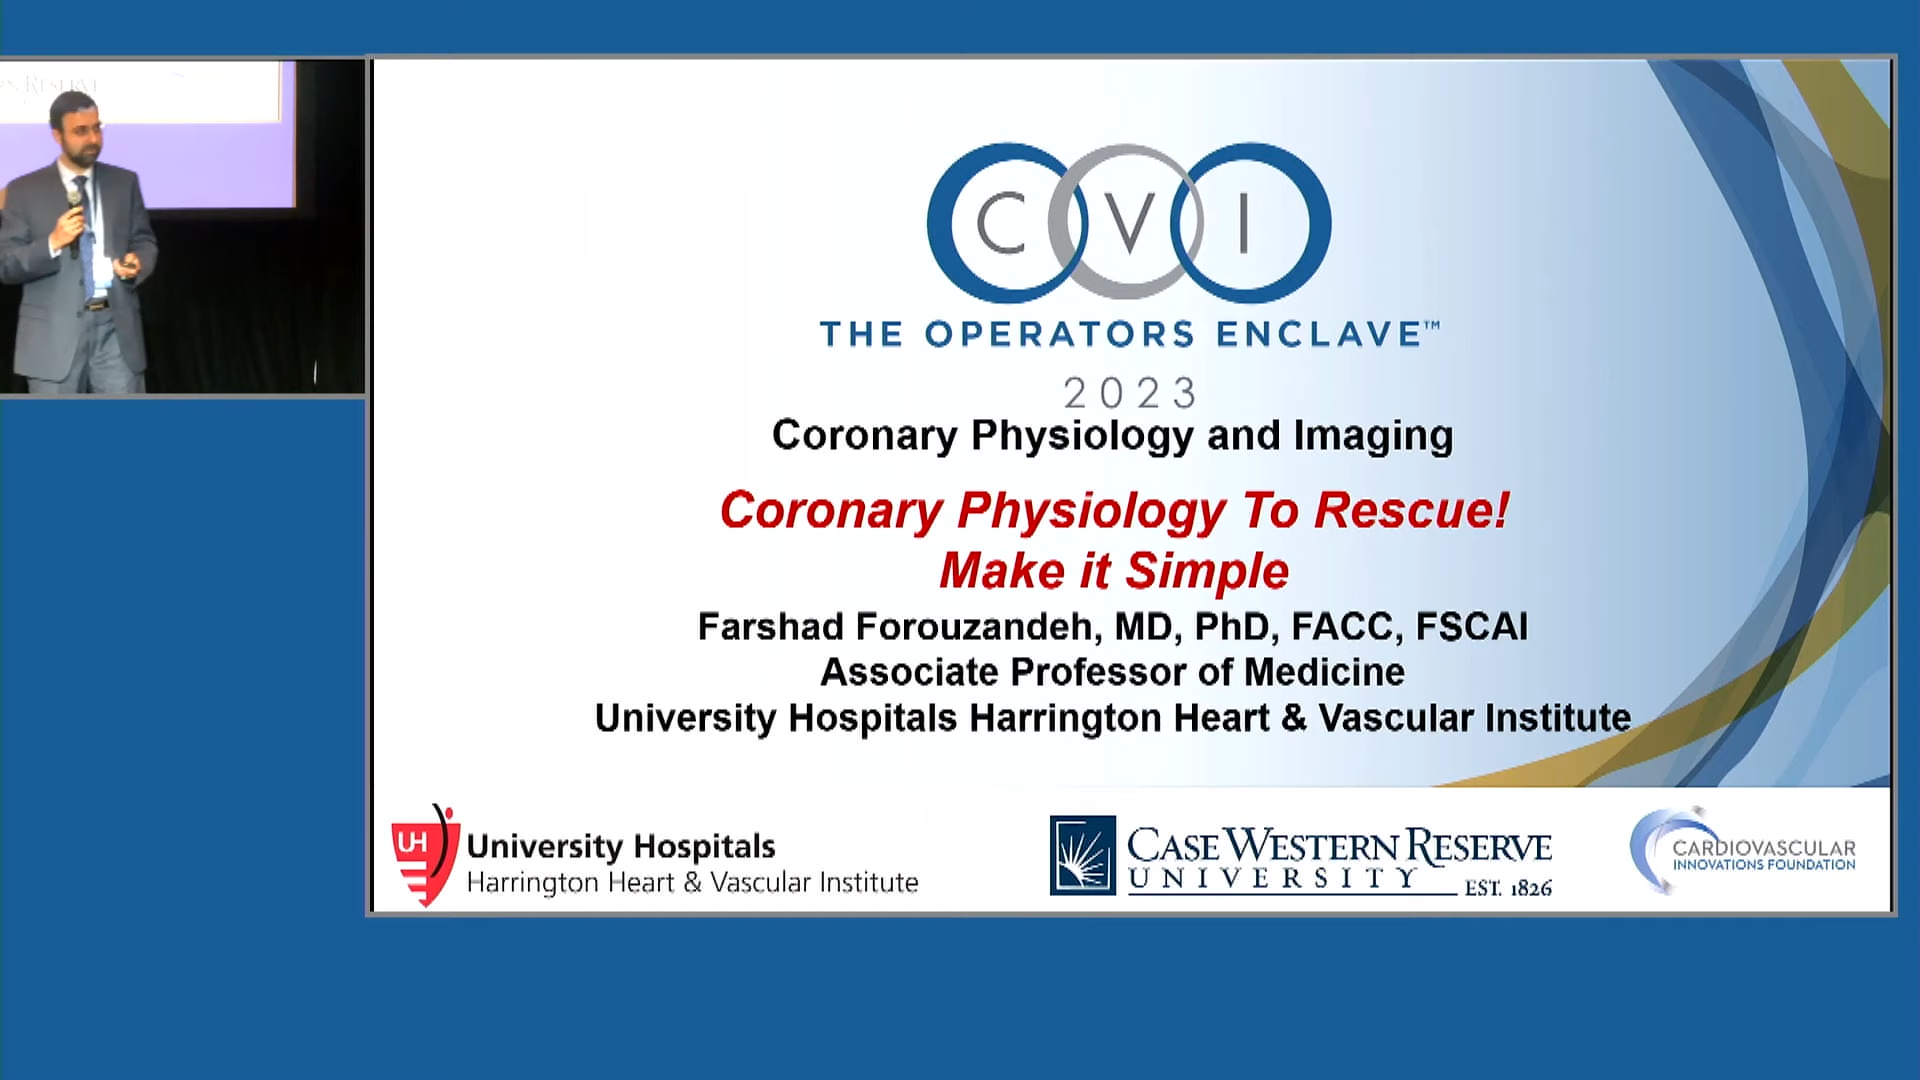 C V I
THE OPERATORS ENCLAVE™
2023
Coronary Physiology and Imaging
Coronary Physiology To Rescue!
Make it Simple
Farshad Forouzandeh, MD, PhD, FACC, FSCAI
Associate Professor of Medicine
University Hospitals Harrington Heart & Vascular Institute
UH
University Hospitals
Harrington Heart & Vascular Institute
CASE WESTERN RESERVE
UNIVERSITY
EST. 1826
CARDIOVASCULAR
INNOVATIONS FOUNDATION